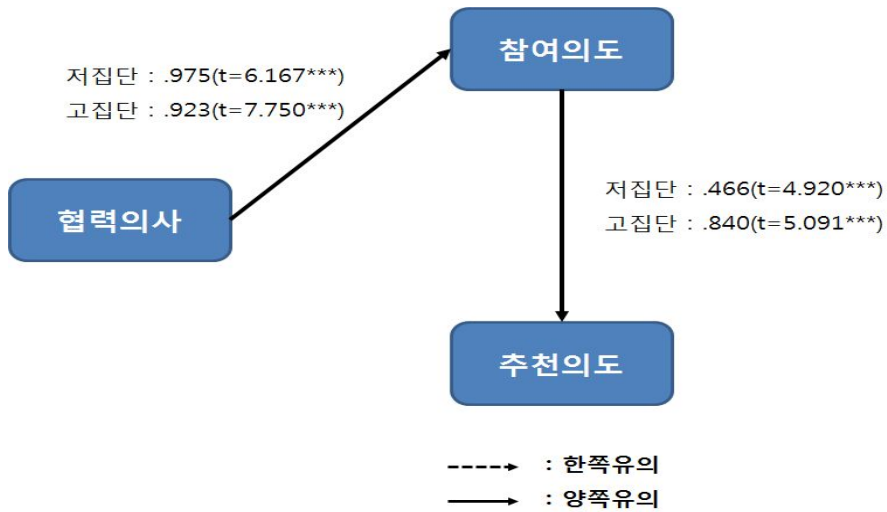 참여의도
저집단 : .975(t=6.167***)
고집단 : .923(t=7.750***)
협력의사
저집단 : .466(t=4.920***)
고집단 : .840(t=5.091***)
추천의도
: 한쪽유의
: 양쪽유의